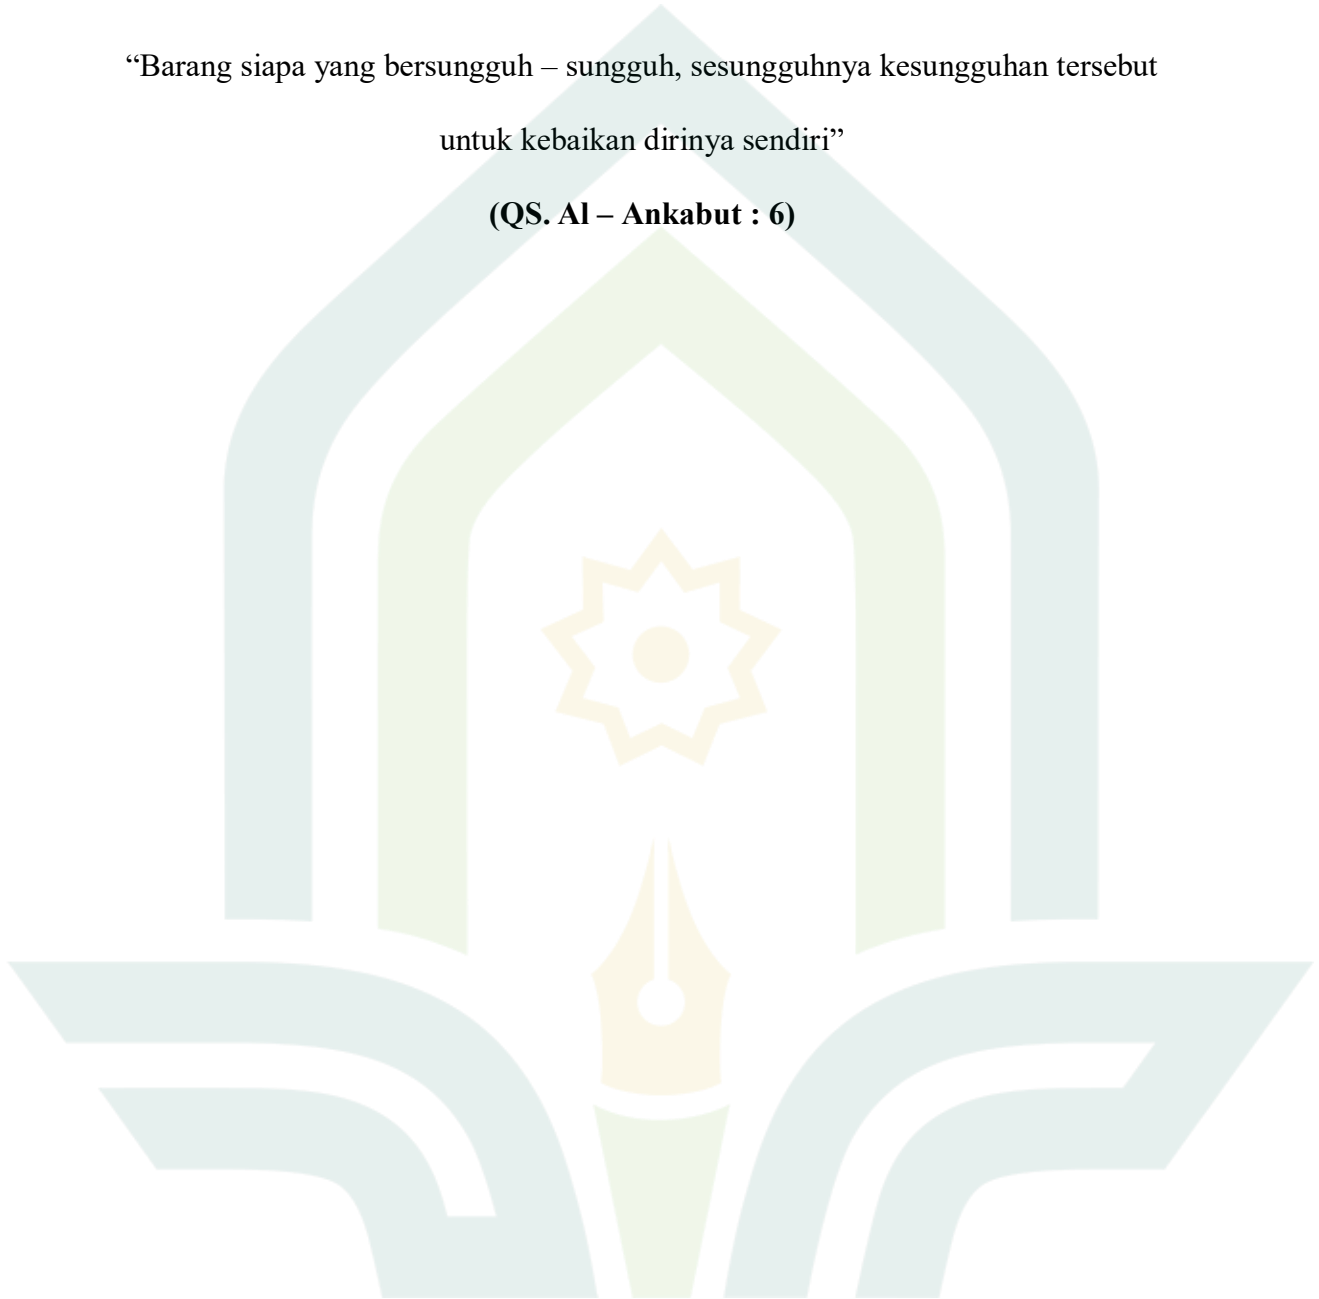 “Barang siapa yang bersungguh – sungguh, sesungguhnya kesungguhan tersebut
untuk kebaikan dirinya sendiri”
(QS. Al – Ankabut : 6)